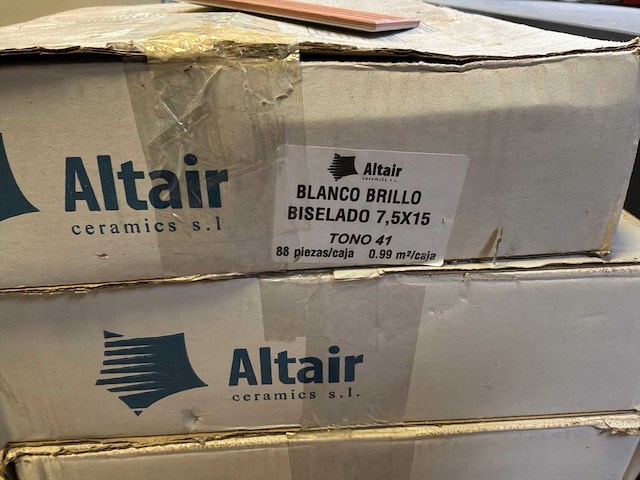 Altair
ceramics s.l.
Altair
ceramics s.l.
BLANCO BRILLO
BISELADO 7,5X15
TONO 41
88 piezas/caja 0.99 m²/caja
Altair
ceramics s.l.